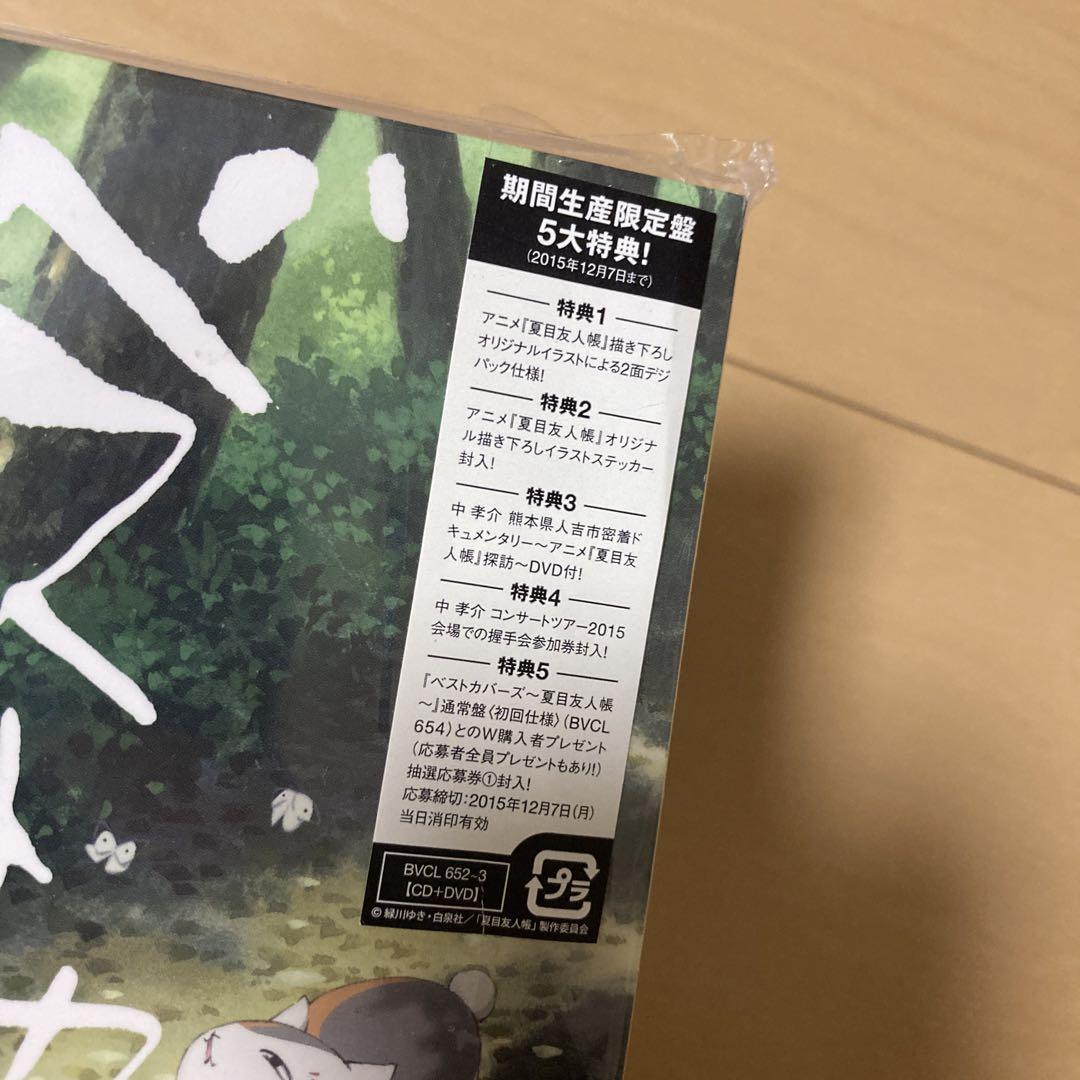 期間生産限定盤
5大特典!
(2015年12月7日まで)
特典1
アニメ『夏目友人帳』描き下ろし
オリジナルイラストによる2面デジ
パック仕様!
特典2
アニメ『夏目友人帳』オリジナ
ル描き下ろしイラストステッカー
封入!
特典3
中 孝介 熊本県人吉市密着ド
キュメンタリー〜アニメ『夏目友
人帳』探訪〜DVD付!
特典4
中 孝介 コンサートツアー2015
会場での握手会参加券封入!
特典5
『ベストカバーズ〜夏目友人帳
〜』通常盤〈初回仕様〉(BVCL
654)とのW購入者プレゼント
(応募者全員プレゼントもあり!)
抽選応募券①封入!
応募締切:2015年12月7日(月)
当日消印有効
BVCL 652~3
【CD+DVD】
プラ
© 緑川ゆき・白泉社/「夏目友人帳」製作委員会